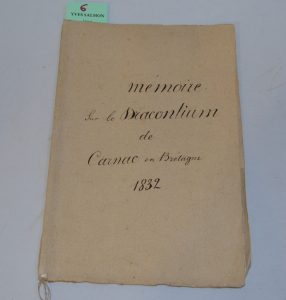 6
YVES SALMON
mémoire
Sur le Dracontium
de
Carnac en Bretagne
1832